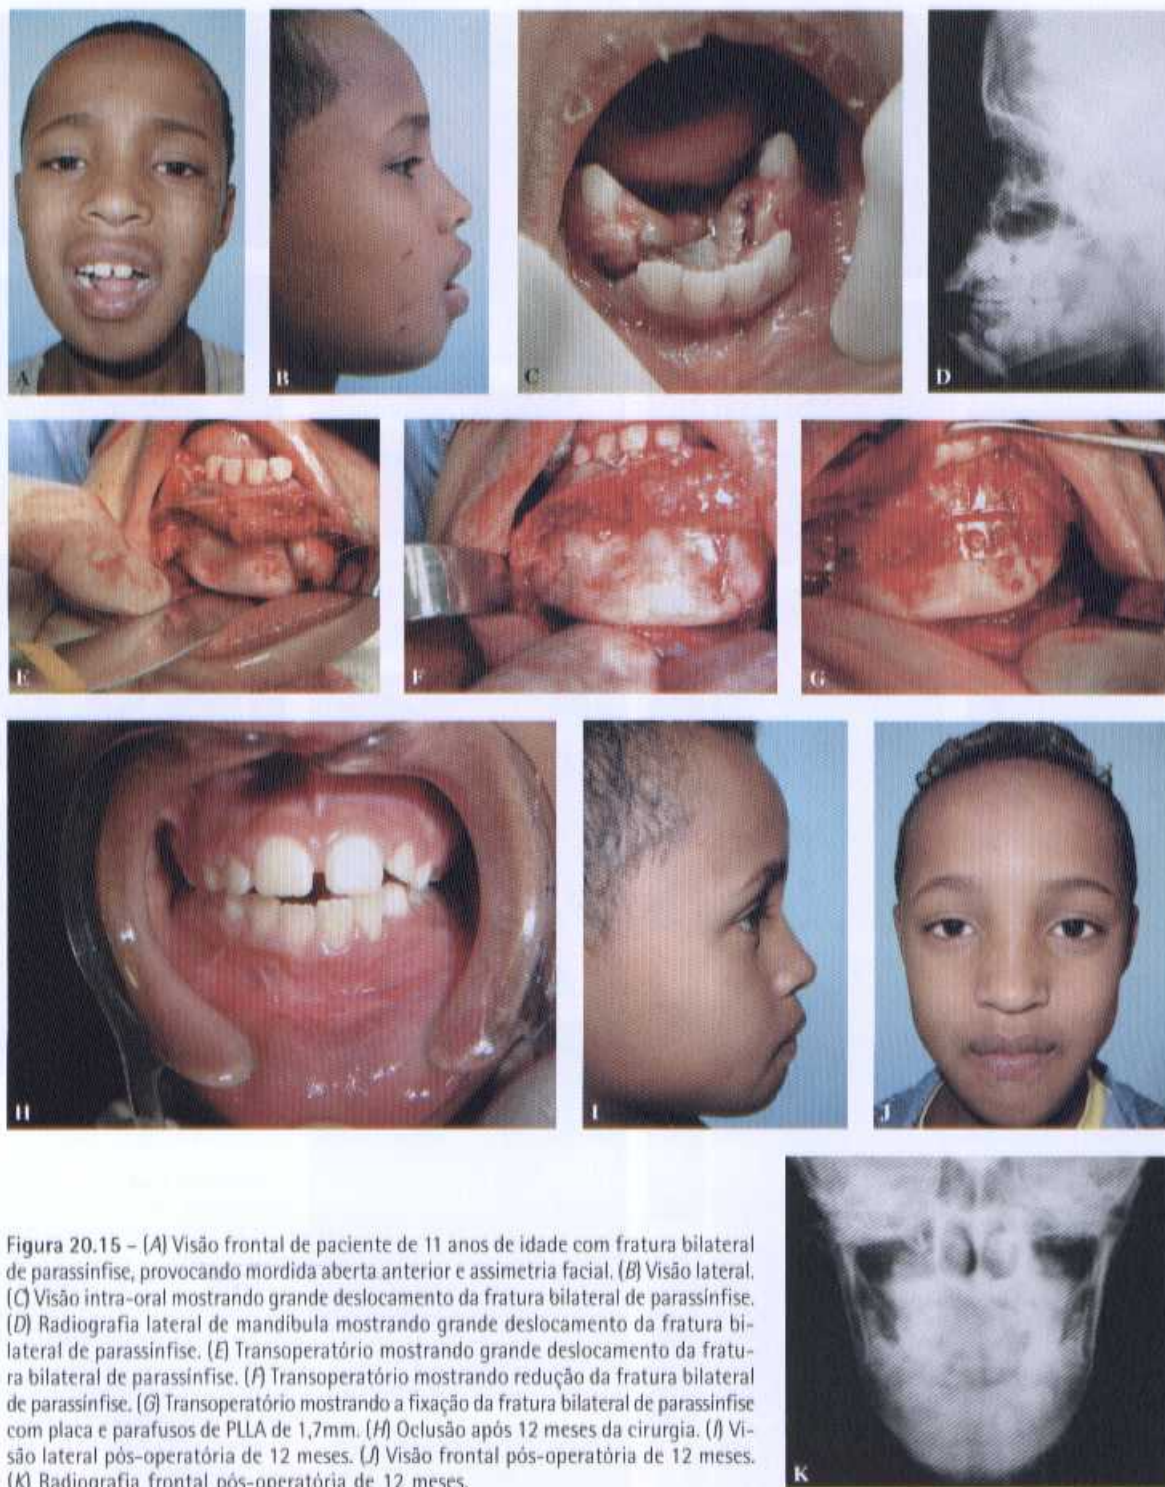 A
B
C
D
E
F
G
H
I
J
K
Figura 20.15 – (A) Visão frontal de paciente de 11 anos de idade com fratura bilateral
de parassínfise, provocando mordida aberta anterior e assimetria facial. (B) Visão lateral.
(C) Visão intra-oral mostrando grande deslocamento da fratura bilateral de parassínfise.
(D) Radiografia lateral de mandíbula mostrando grande deslocamento da fratura bi-
lateral de parassínfise. (E) Transoperatório mostrando grande deslocamento da fratu-
ra bilateral de parassínfise. (F) Transoperatório mostrando redução da fratura bilateral
de parassínfise. (G) Transoperatório mostrando a fixação da fratura bilateral de parassínfise
com placa e parafusos de PLLA de 1,7mm. (H) Oclusão após 12 meses da cirurgia. (I) Vi-
são lateral pós-operatória de 12 meses. (J) Visão frontal pós-operatória de 12 meses.
(K) Radiografia frontal pós-operatória de 12 meses.